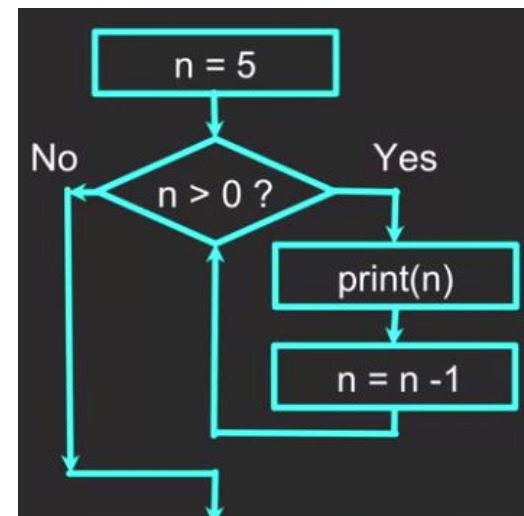 n = 5
No
Yes
n > 0 ?
print(n)
n = n -1